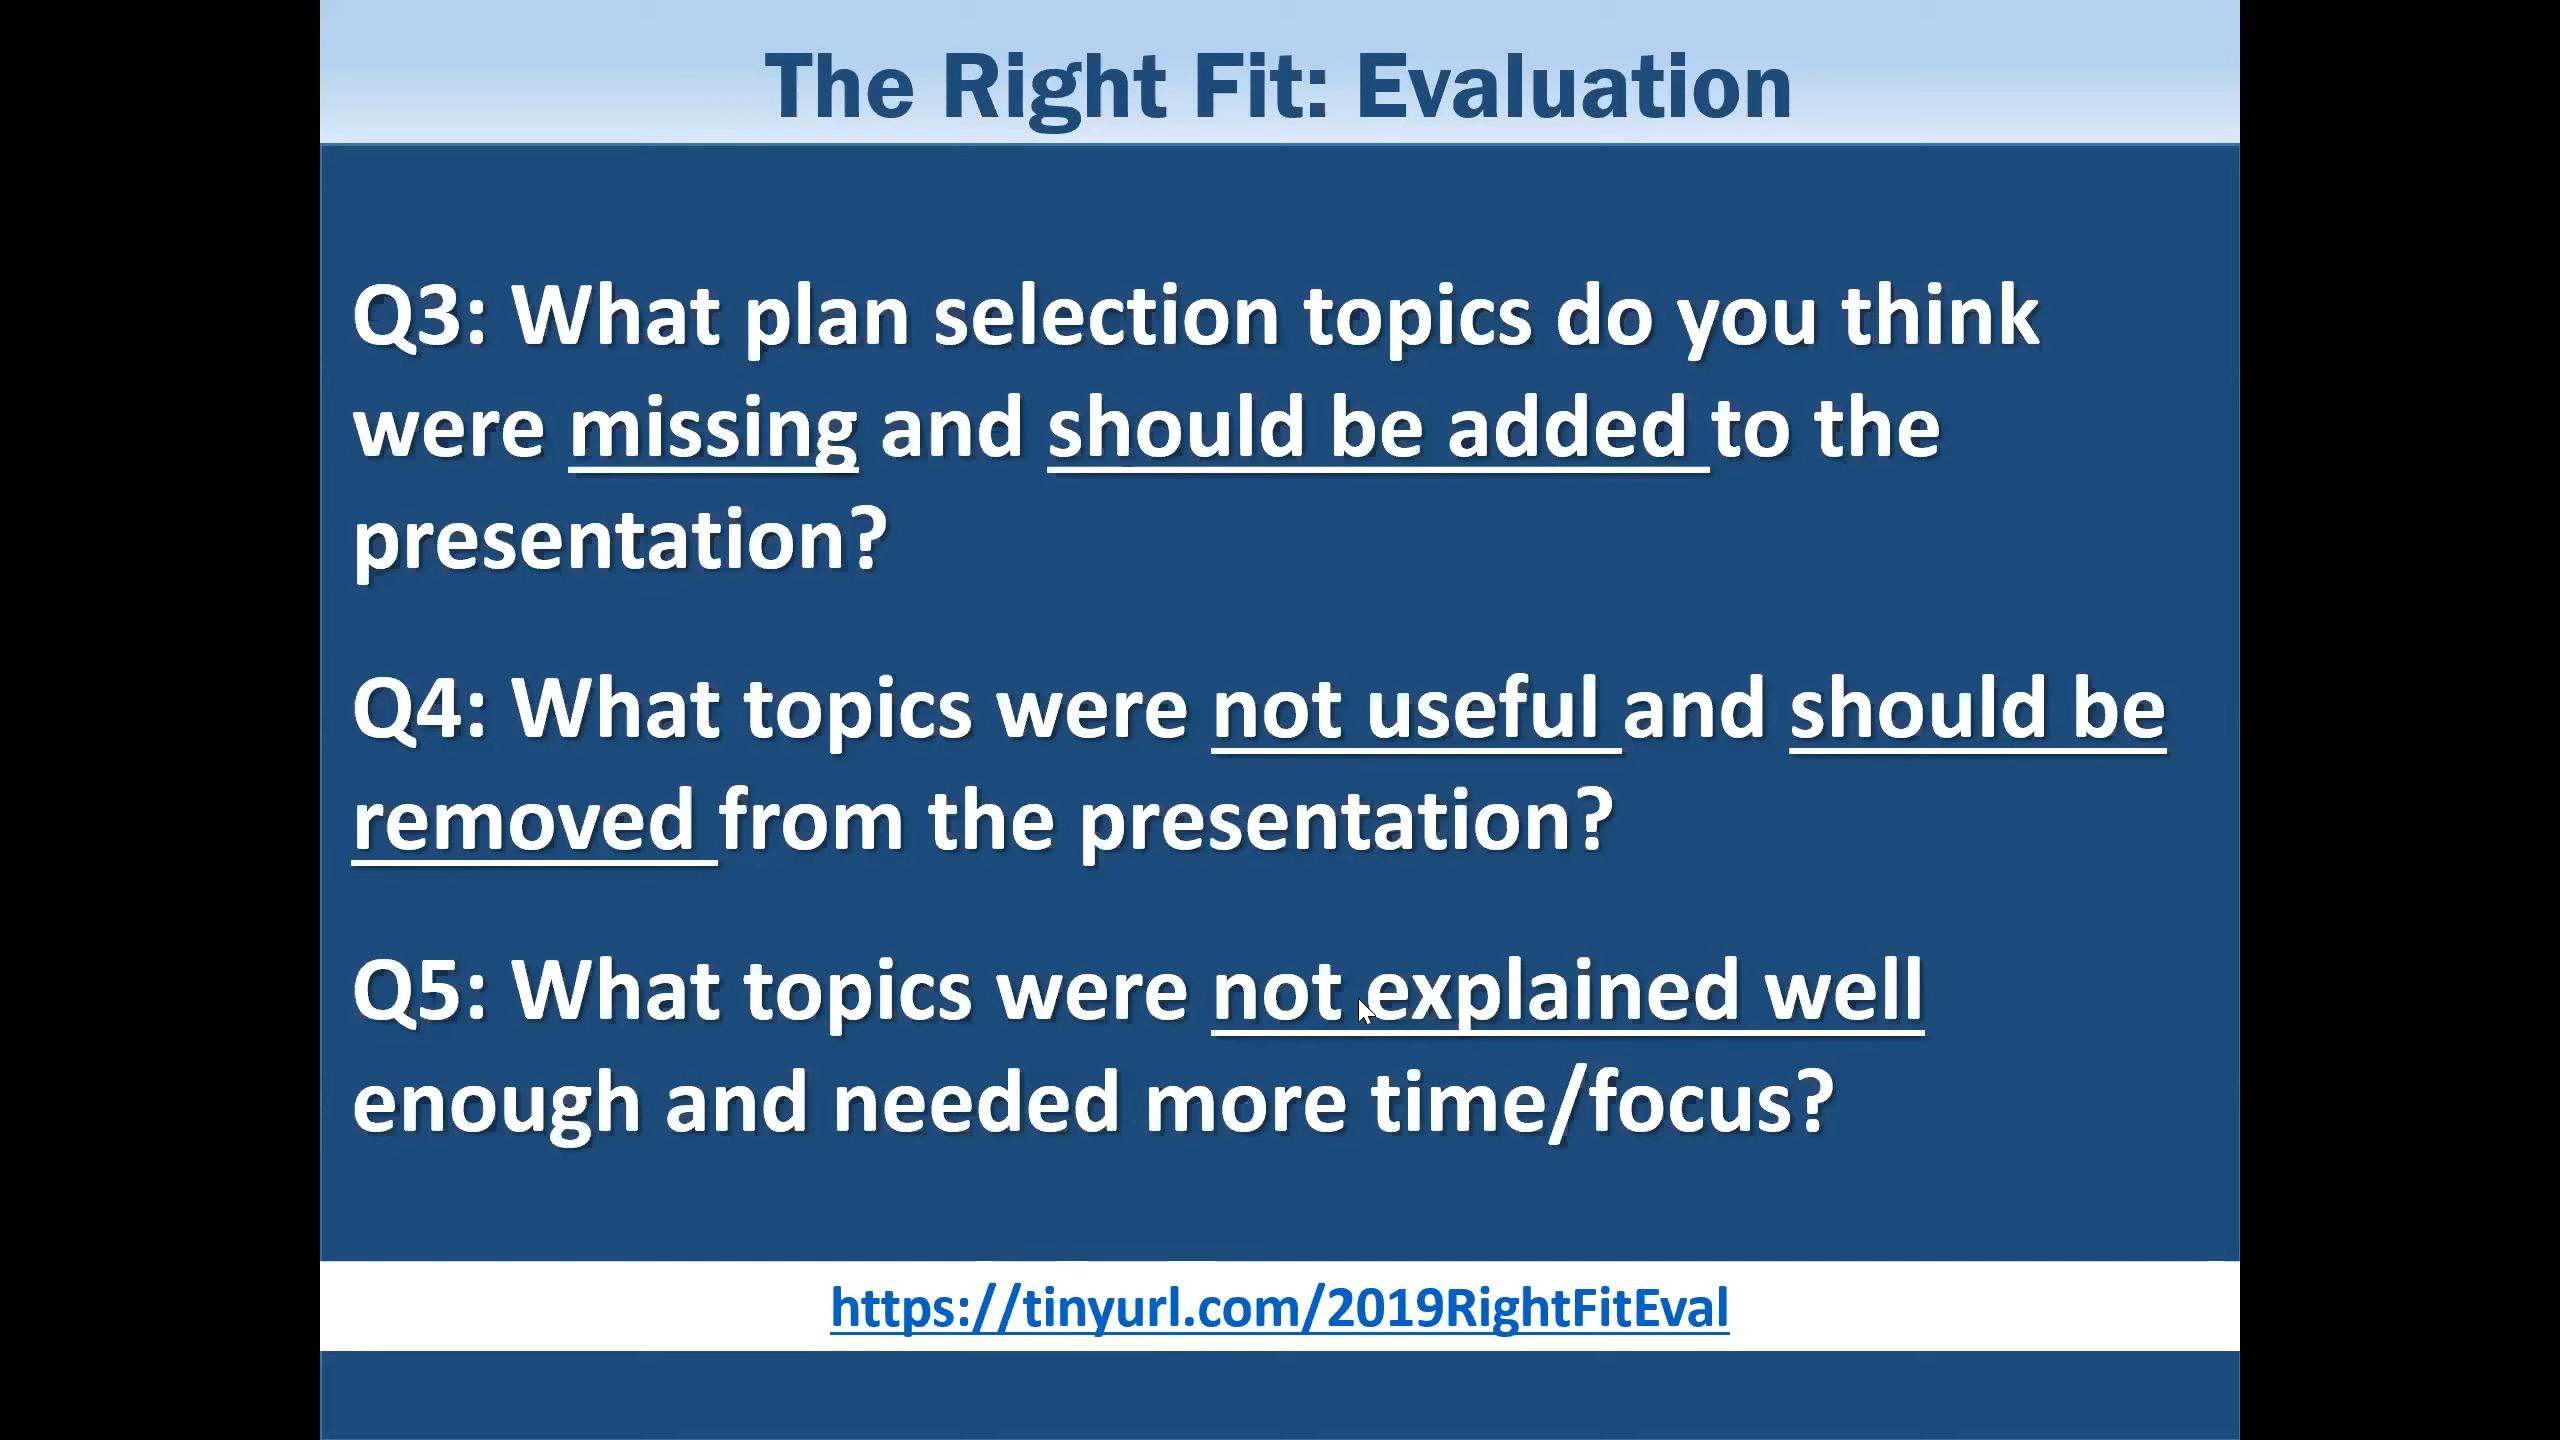 The Right Fit: Evaluation
Q3: What plan selection topics do you think
were missing and should be added to the
presentation?
Q4: What topics were not useful and should be
removed from the presentation?
Q5: What topics were not explained well
enough and needed more time/focus?
https://tinyurl.com/2019RightFitEval